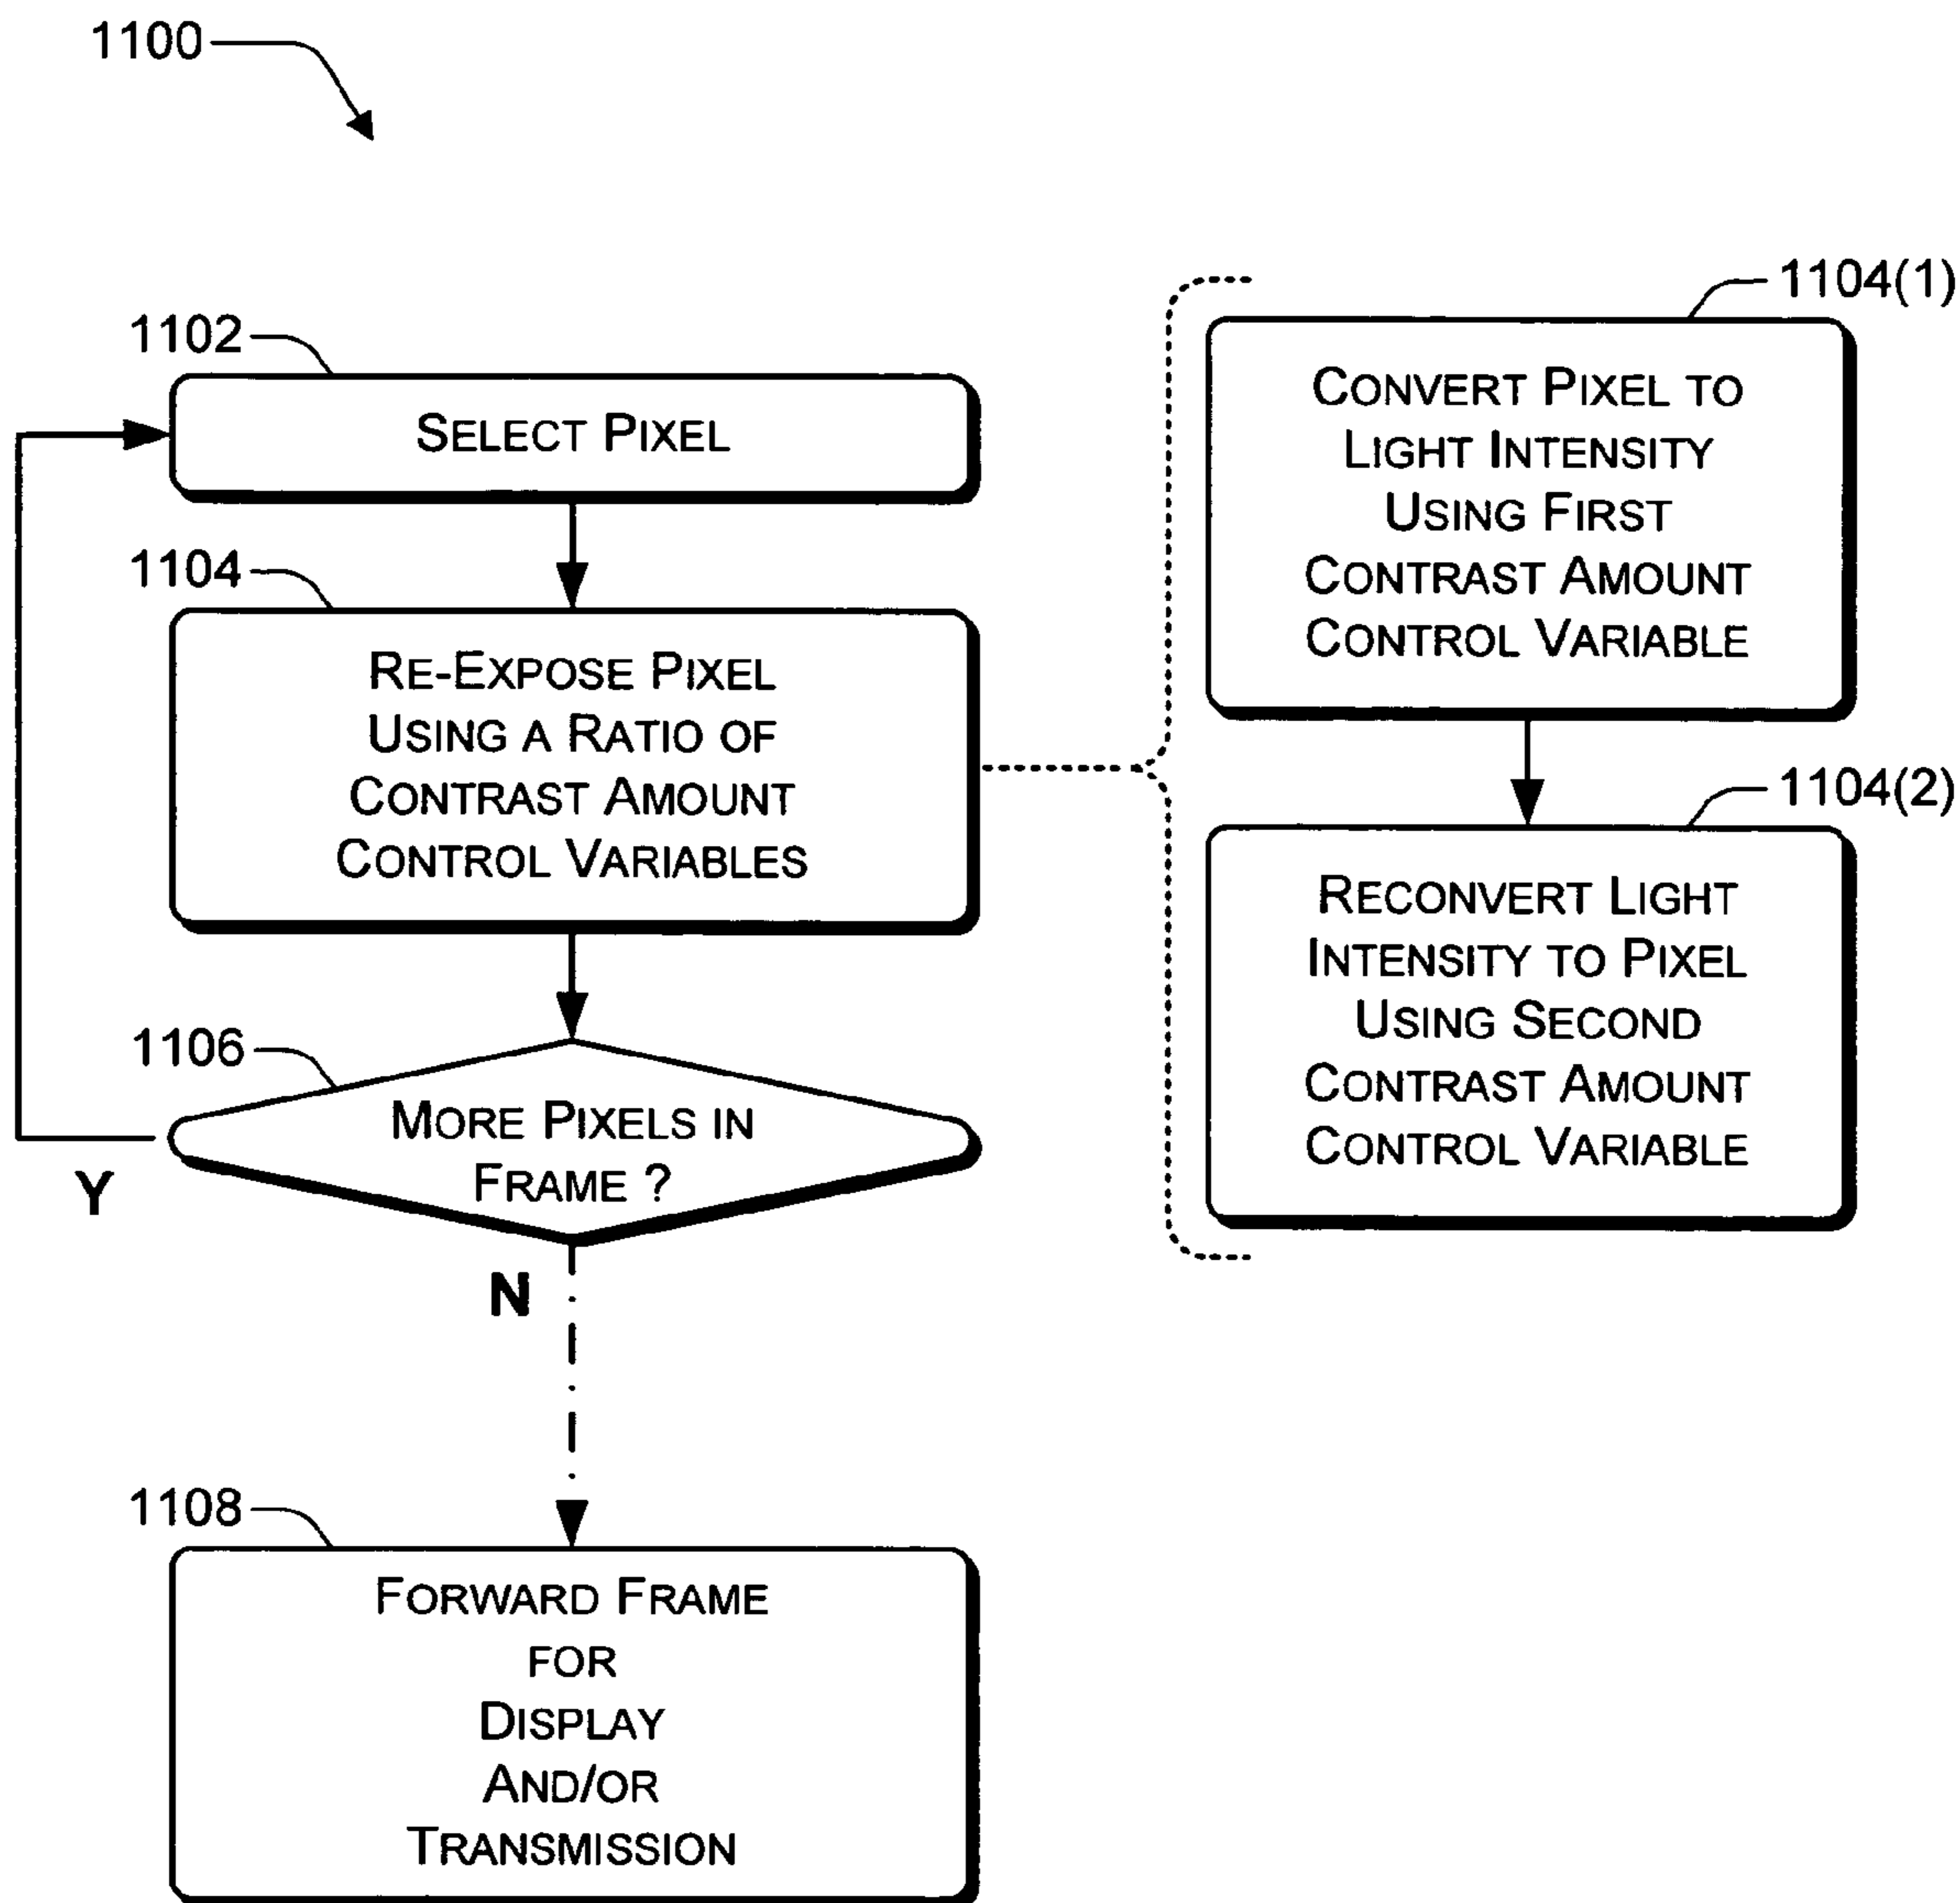 1100
1102
SELECT PIXEL
1104
RE-EXPOSE PIXEL
USING A RATIO OF
CONTRAST AMOUNT
CONTROL VARIABLES
1104(1)
CONVERT PIXEL TO
LIGHT INTENSITY
USING FIRST
CONTRAST AMOUNT
CONTROL VARIABLE
1104(2)
RECONVERT LIGHT
INTENSITY TO PIXEL
USING SECOND
CONTRAST AMOUNT
CONTROL VARIABLE
1106
MORE PIXELS IN
FRAME ?
Y
N
1108
FORWARD FRAME
FOR
DISPLAY
AND/OR
TRANSMISSION